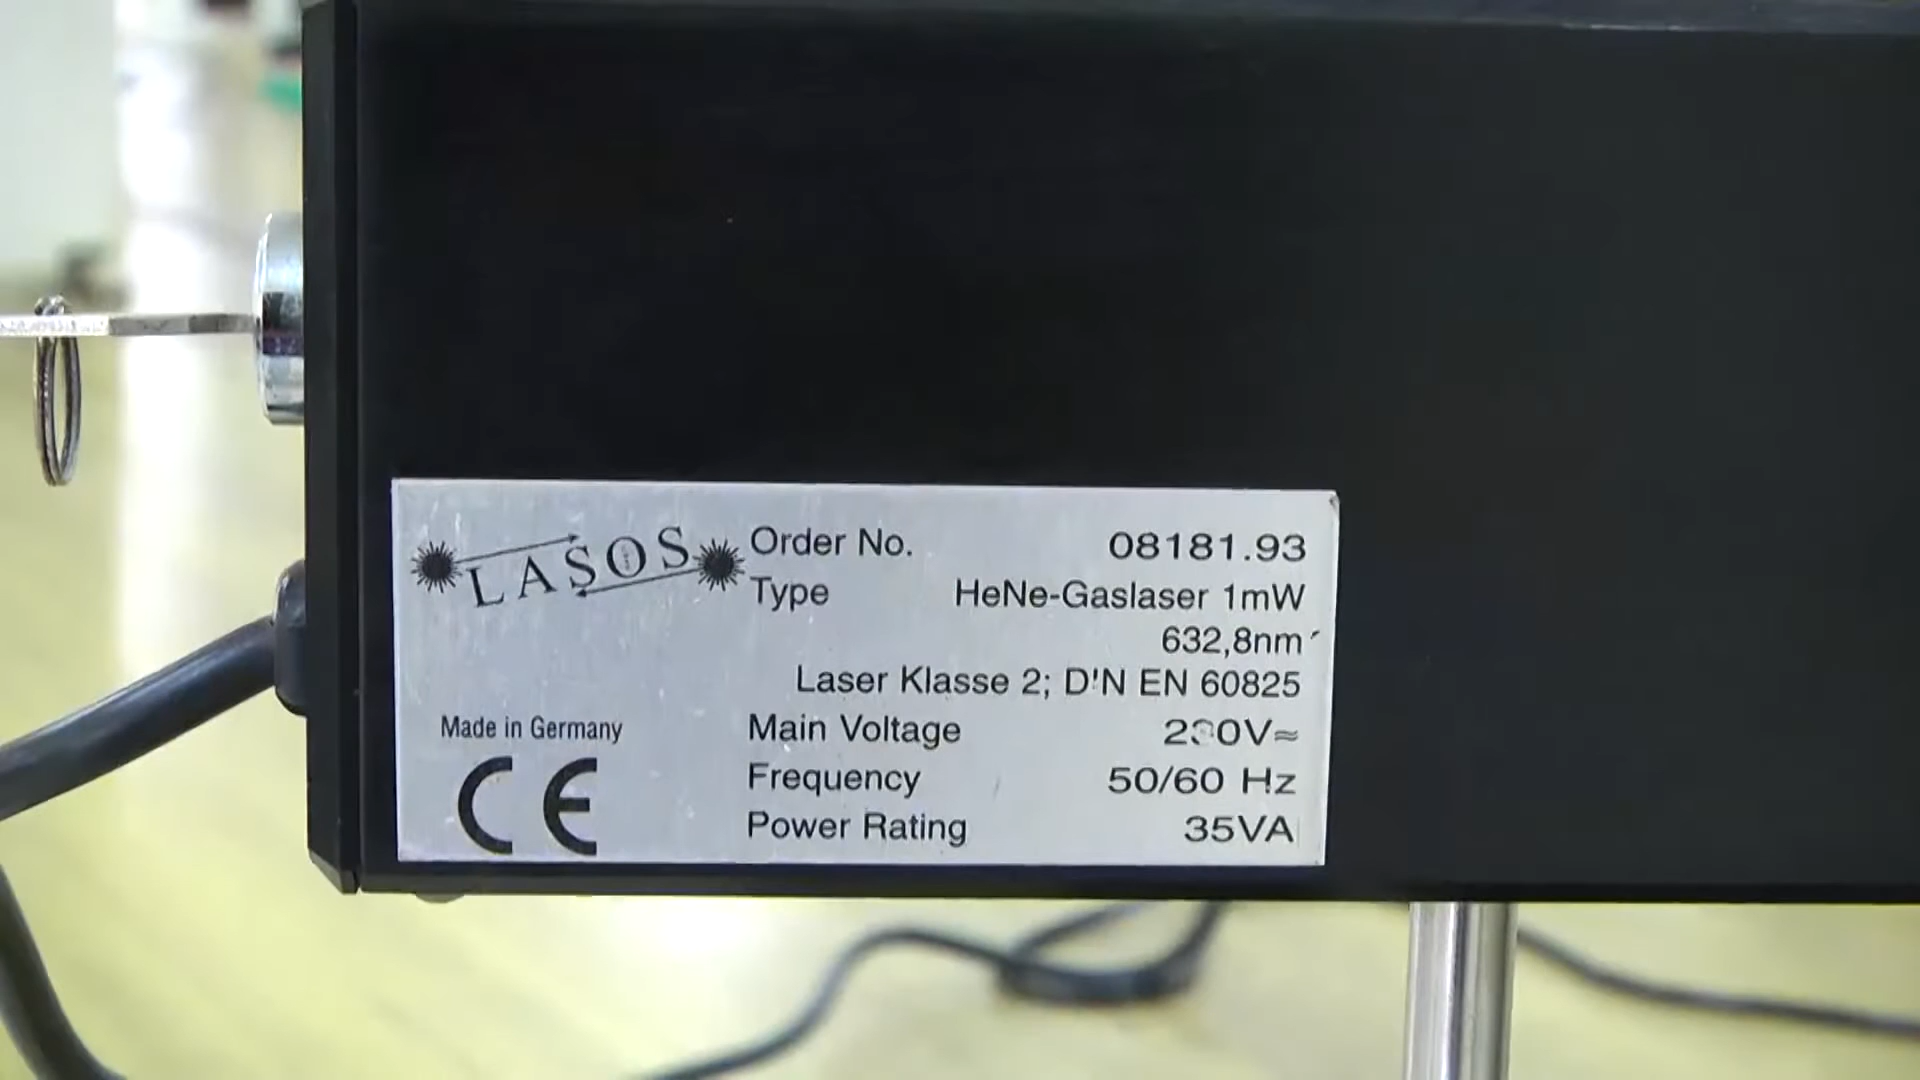 LASOS
Order No. 08181.93
Type HeNe-Gaslaser 1mW
632,8nm
Laser Klasse 2; DIN EN 60825
Made in Germany
Main Voltage 230V≂
Frequency 50/60 Hz
Power Rating 35VA
CE